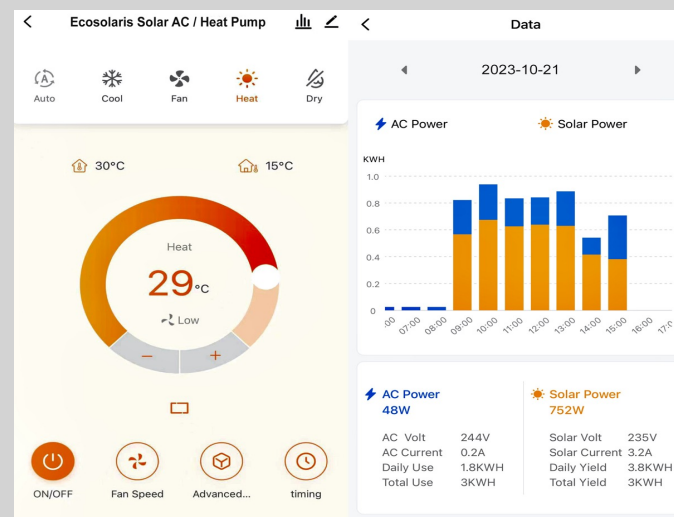 Ecosolaris Solar AC / Heat Pump
A
Auto
Cool
Fan
Heat
Dry
30°C
15°C
Heat
29°C
Low
−
+
ON/OFF
Fan Speed
Advanced...
timing
Data
2023-10-21
AC Power
Solar Power
KWH
1.0
0.8
0.6
0.4
0.2
0
:00 07:00 08:00 09:00 10:00 11:00 12:00 13:00 14:00 15:00 16:00 17:0
AC Power
48W
AC Volt 244V
AC Current 0.2A
Daily Use 1.8KWH
Total Use 3KWH
Solar Power
752W
Solar Volt 235V
Solar Current 3.2A
Daily Yield 3.8KWH
Total Yield 3KWH